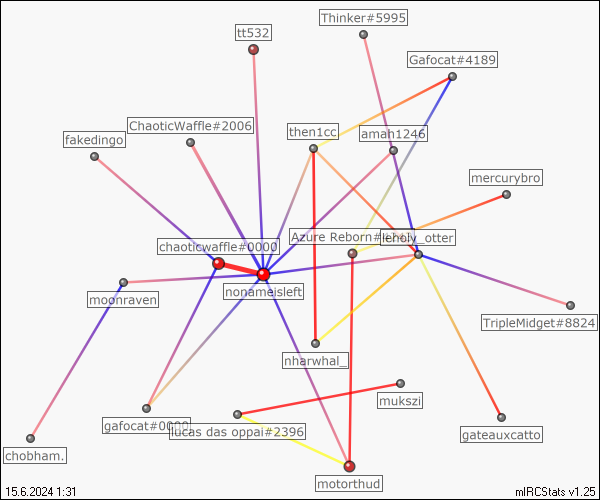 Thinker#5995
tt532
Gafocat#4189
ChaoticWaffle#2006
then1cc
amah1246
fakedingo
mercurybro
Azure Reborn#
_otter
chaoticwaffle#0000
nonameisleft
moonraven
TripleMidget#8824
nharwhal_
mukszi
gafocat#0000
lucas das oppai#2396
gateauxcatto
chobham.
motorthud
15.6.2024 1:31
mIRCStats v1.25